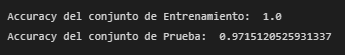 Accuracy del conjunto de Entrenamiento:  1.0
Accuracy del conjunto de Prueba:  0.9715120525931337